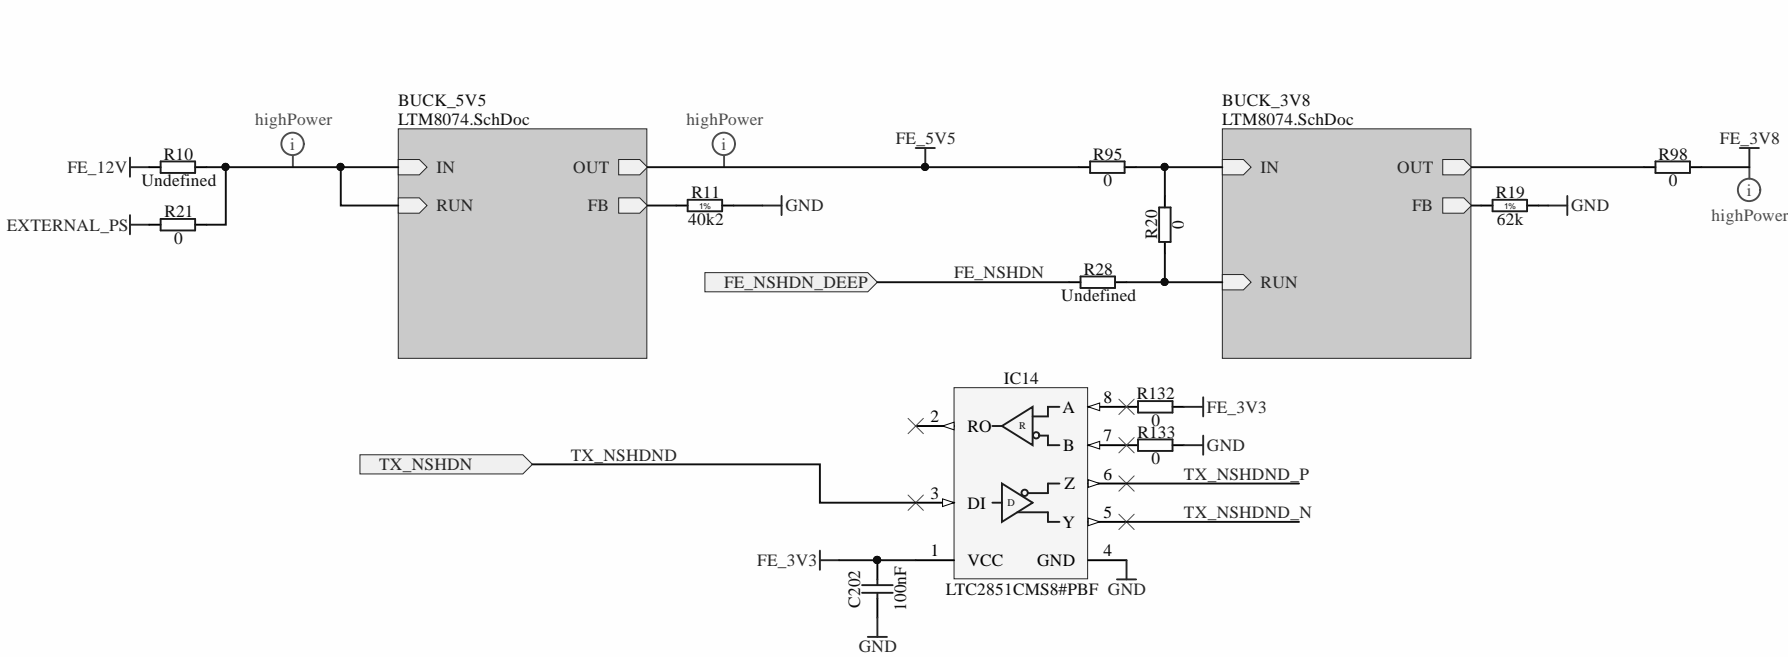 BUCK_5V5
LTM8074.SchDoc
BUCK_3V8
LTM8074.SchDoc
highPower
i
highPower
i
FE_5V5
FE_3V8
FE_12V
R10
Undefined
IN
OUT
R95
0
IN
OUT
R98
0
i
highPower
EXTERNAL_PS
R21
0
RUN
FB
R11
1%
40k2
GND
R20
0
FB
R19
1%
62k
GND
FE_NSHDN_DEEP
FE_NSHDN
R28
Undefined
RUN
IC14
2
RO
R
A
8
R132
0
FE_3V3
B
7
R133
0
GND
TX_NSHDN
TX_NSHDND
3
DI
D
Z
6
TX_NSHDND_P
Y
5
TX_NSHDND_N
FE_3V3
1
VCC
GND
4
GND
LTC2851CMS8#PBF
C202
100nF
GND